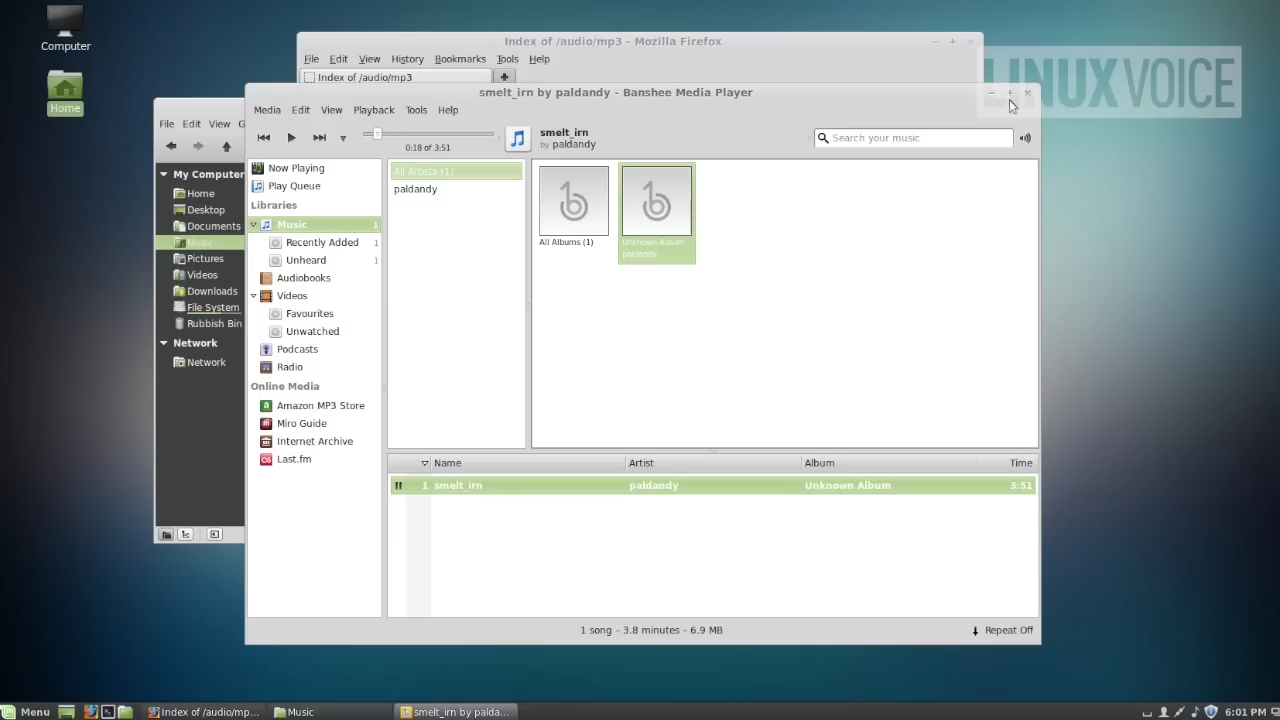 Computer
Home
Index of /audio/mp3 - Mozilla Firefox
File Edit View History Bookmarks Tools Help
Index of /audio/mp3
LINUXVOICE
smelt_irn by paldandy - Banshee Media Player
Media Edit View Playback Tools Help
0:18 of 3:51
smelt_irn
by paldandy
Search your music
File Edit View G
My Computer
Home
Desktop
Documents
Music
Pictures
Videos
Downloads
File System
Rubbish Bin
Network
Network
Now Playing
Play Queue
Libraries
Music 1
Recently Added 1
Unheard 1
Audiobooks
Videos
Favourites
Unwatched
Podcasts
Radio
Online Media
Amazon MP3 Store
Miro Guide
Internet Archive
Last.fm
All Artists (1)
paldandy
All Albums (1)
Unknown Album
paldandy
Name Artist Album Time
1 smelt_irn paldandy Unknown Album 3:51
1 song – 3.8 minutes – 6.9 MB
Repeat Off
Menu
Index of /audio/mp...
Music
smelt_irn by palda...
6:01 PM